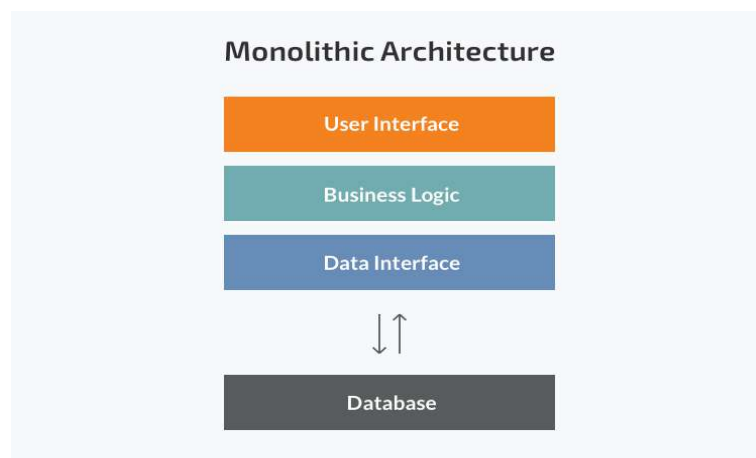 Monolithic Architecture
User Interface
Business Logic
Data Interface
Database